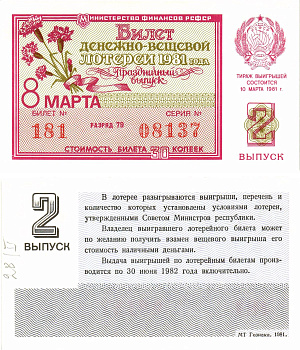 Министерство финансов РСФСР
Билет
денежно-вещевой
лотереи 1981 года
Праздничный
выпуск
8 МАРТА
БИЛЕТ №
СЕРИЯ №
181
РАЗРЯД 79
08137
СТОИМОСТЬ БИЛЕТА 30 КОПЕЕК
ТИРАЖ ВЫИГРЫШЕЙ
СОСТОИТСЯ
10 МАРТА 1981 г.
2
ВЫПУСК
2
ВЫПУСК
В лотерее разыгрываются выигрыши, перечень и
количество которых установлены условиями лотереи,
утвержденными Советом Министров республики.
Владелец выигравшего лотерейного билета может
по желанию получить взамен вещевого выигрыша его
стоимость наличными деньгами.
Выдача выигрышей по лотерейным билетам произ-
водится по 30 июня 1982 года включительно.
МТ Гознака. 1981.